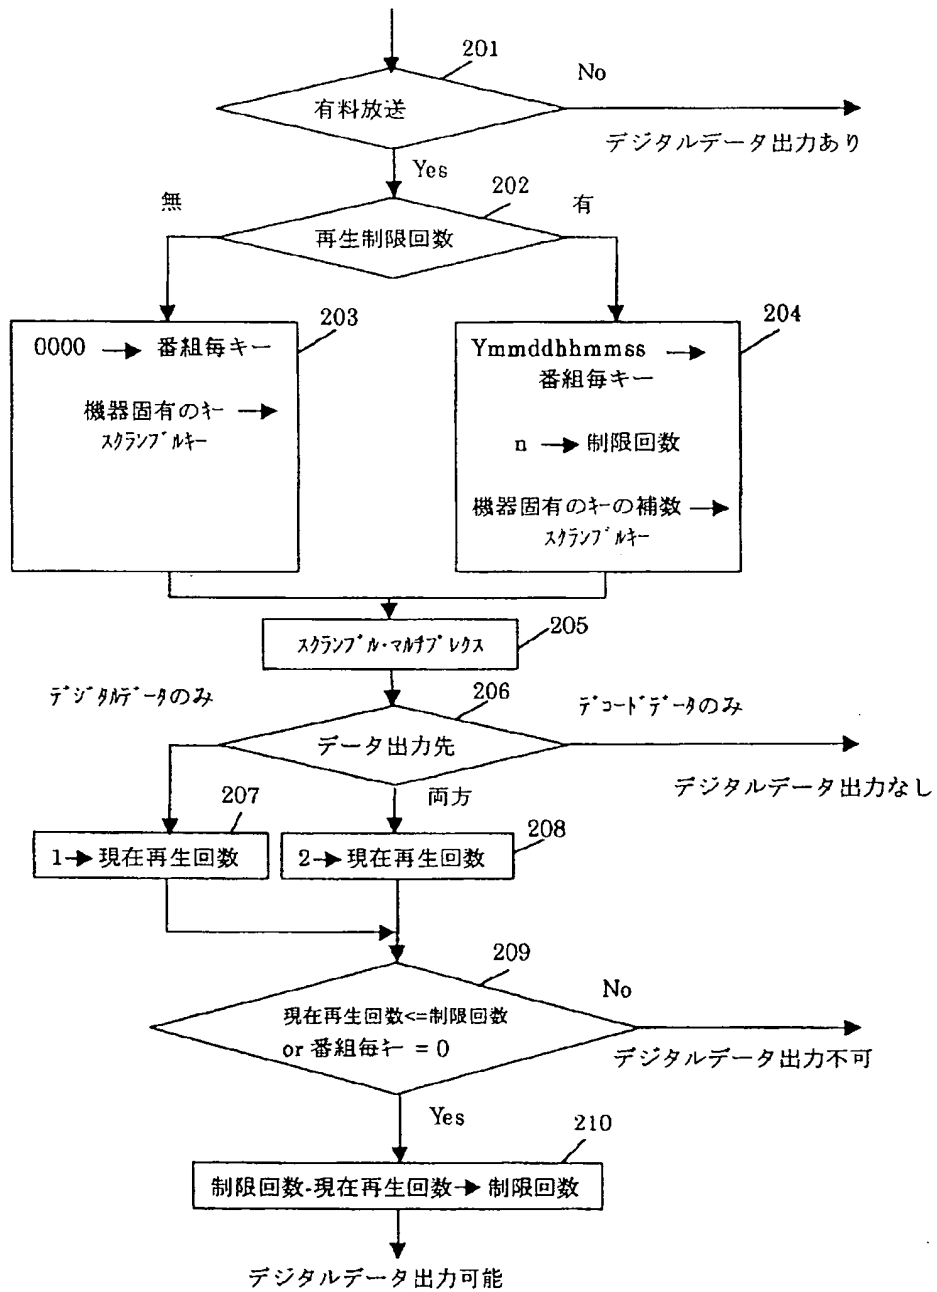 201
No
有料放送
デジタルデータ出力あり
Yes
202
無
有
再生制限回数
203
0000 → 番組毎キー
機器固有のｷｰ →
ｽｸﾗﾝﾌﾞﾙｷｰ
204
Ymmddhhmmss →
番組毎キー
n → 制限回数
機器固有のｷｰの補数 →
ｽｸﾗﾝﾌﾞﾙｷｰ
ｽｸﾗﾝﾌﾞﾙ･ﾏﾙﾁﾌﾟﾚｸｽ
205
ﾃﾞｼﾞﾀﾙﾃﾞｰﾀのみ
206
ﾃﾞｺｰﾄﾞﾃﾞｰﾀのみ
データ出力先
デジタルデータ出力なし
両方
207
1→現在再生回数
208
2→現在再生回数
209
No
現在再生回数<=制限回数
or 番組毎ｷｰ = 0
デジタルデータ出力不可
Yes
210
制限回数-現在再生回数→ 制限回数
デジタルデータ出力可能